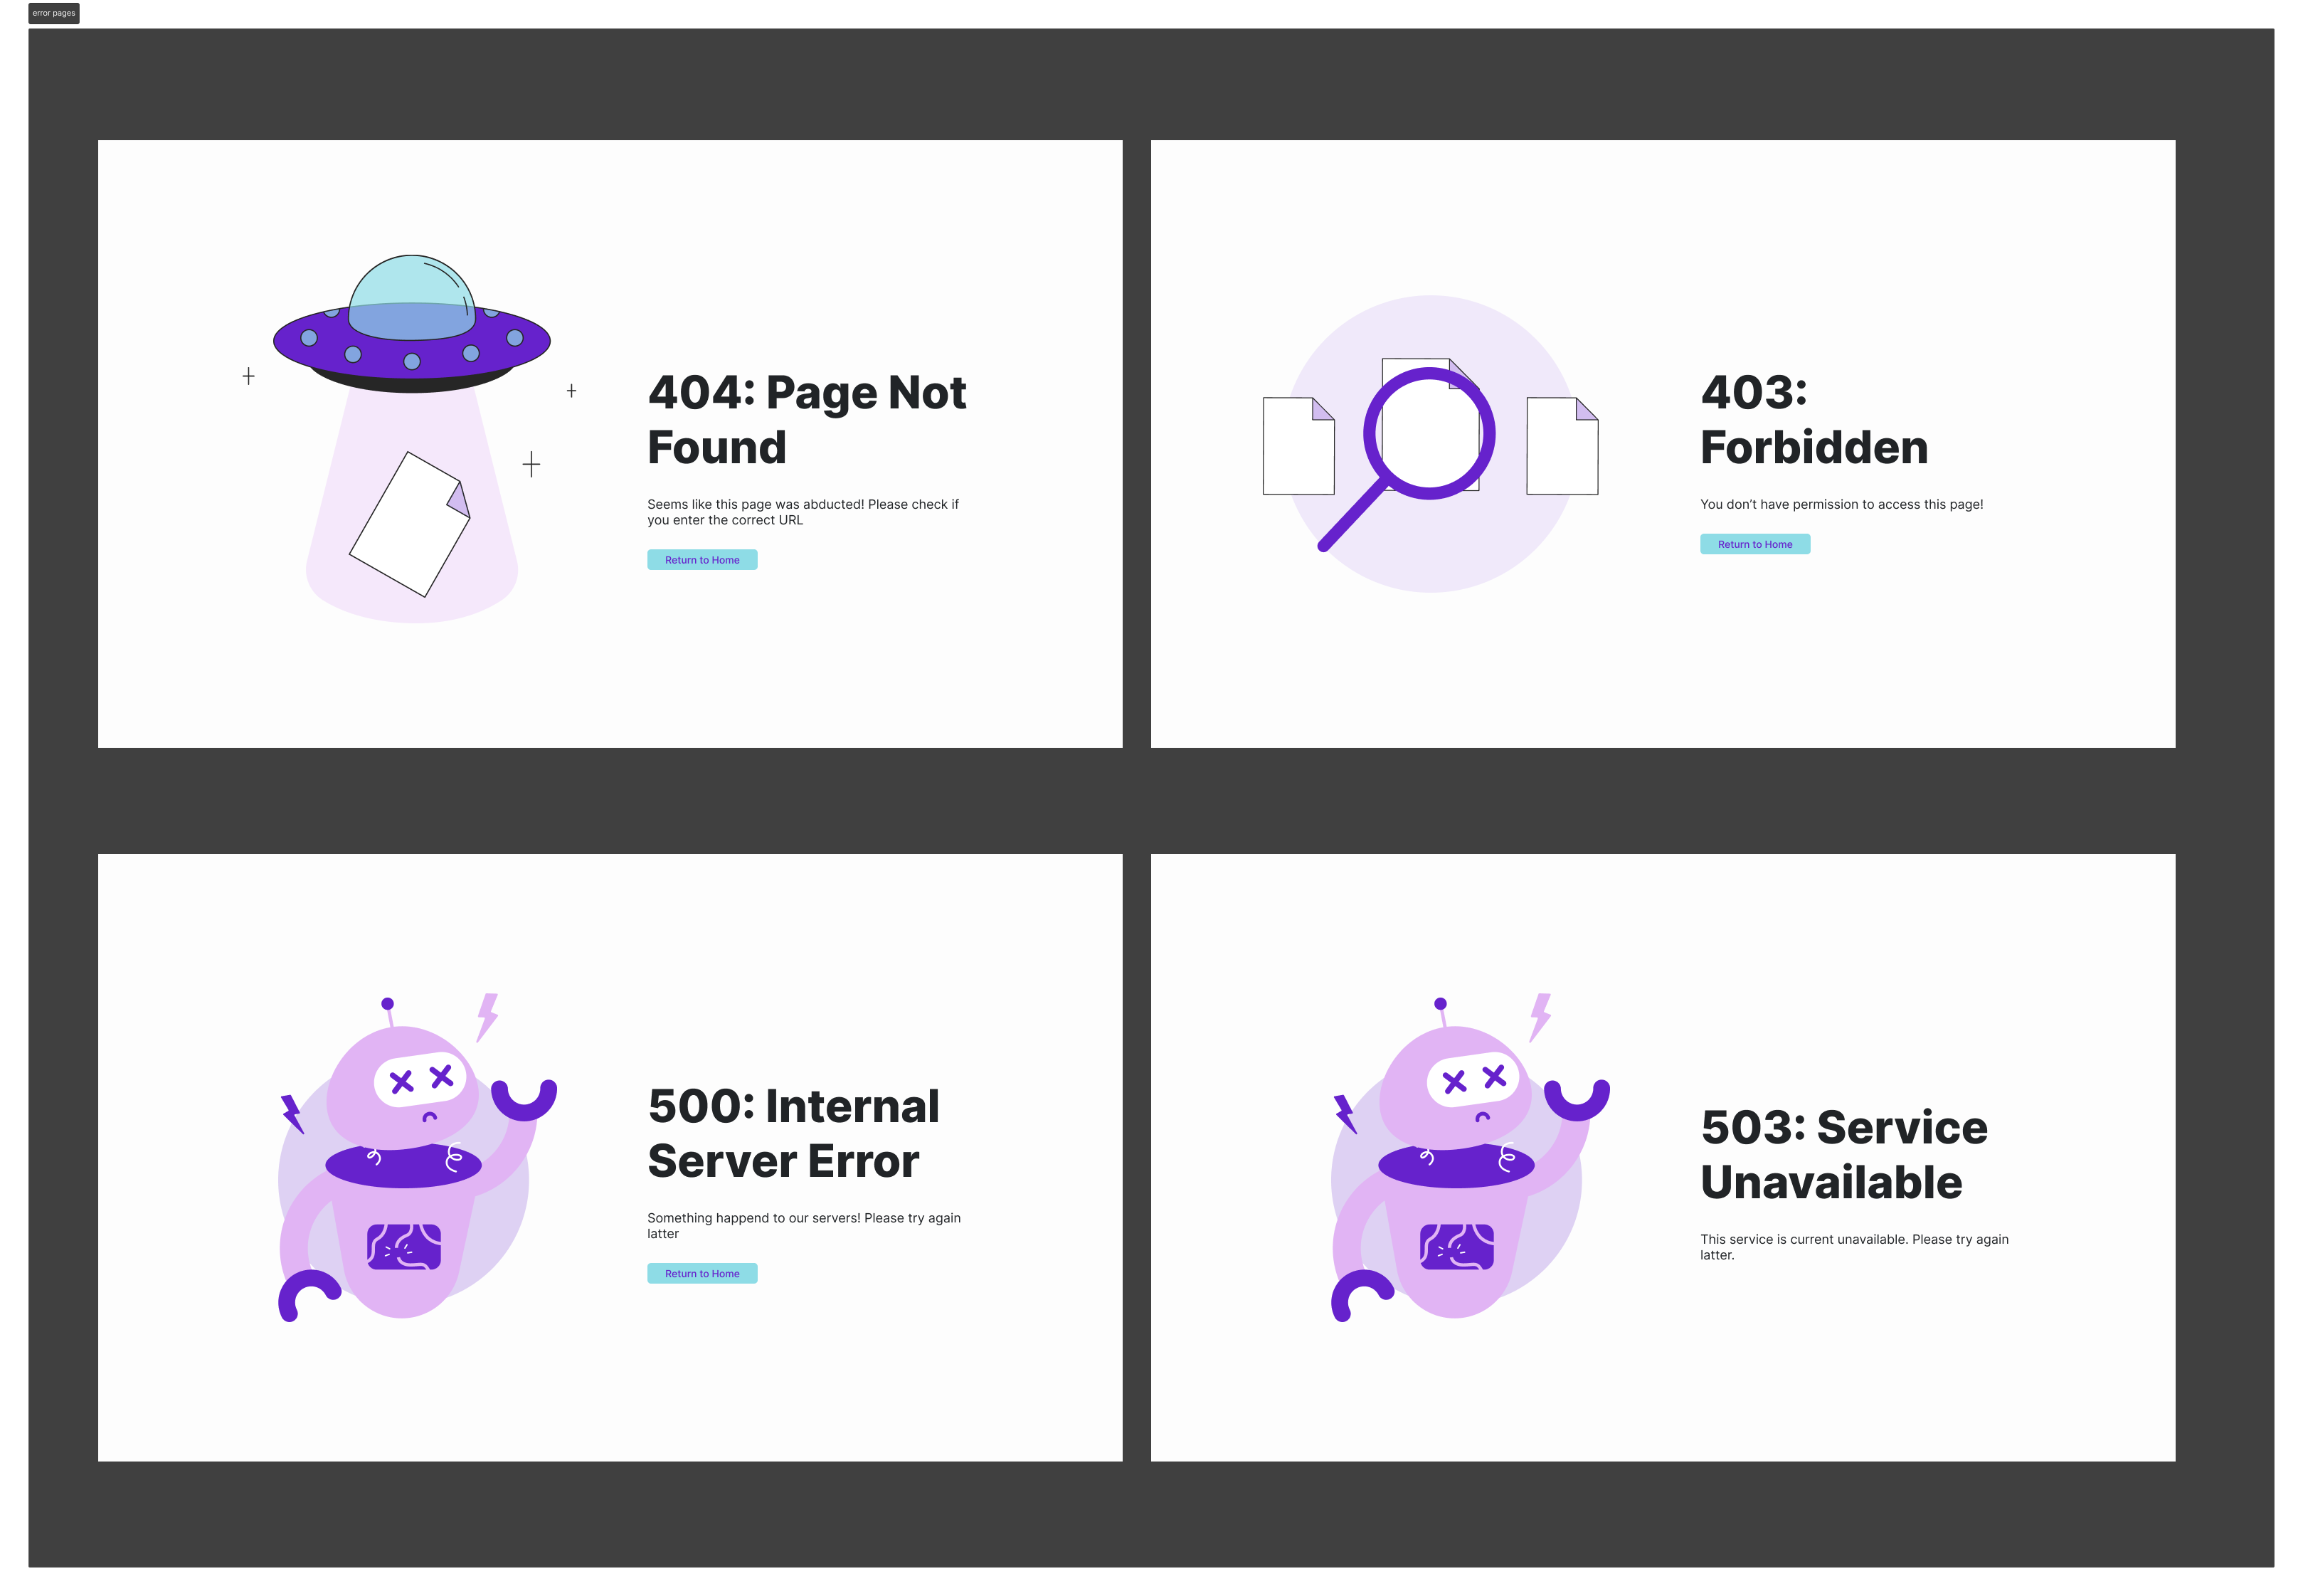 error pages
404: Page Not
Found
Seems like this page was abducted! Please check if
you enter the correct URL
Return to Home
403:
Forbidden
You don’t have permission to access this page!
Return to Home
500: Internal
Server Error
Something happend to our servers! Please try again
latter
Return to Home
503: Service
Unavailable
This service is current unavailable. Please try again
latter.